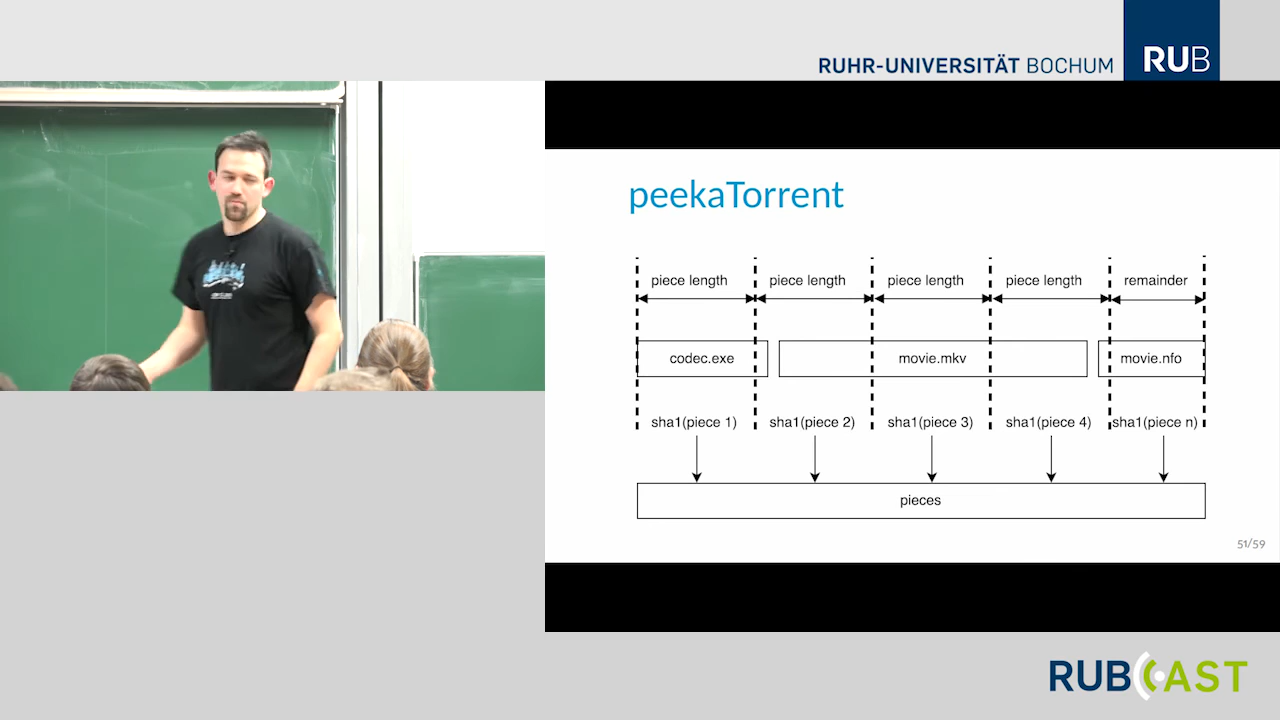 RUHR-UNIVERSITÄT BOCHUM
RUB
peekaTorrent
piece length piece length piece length piece length remainder
codec.exe movie.mkv movie.nfo
sha1(piece 1) sha1(piece 2) sha1(piece 3) sha1(piece 4) sha1(piece n)
pieces
51/59
RUBCAST